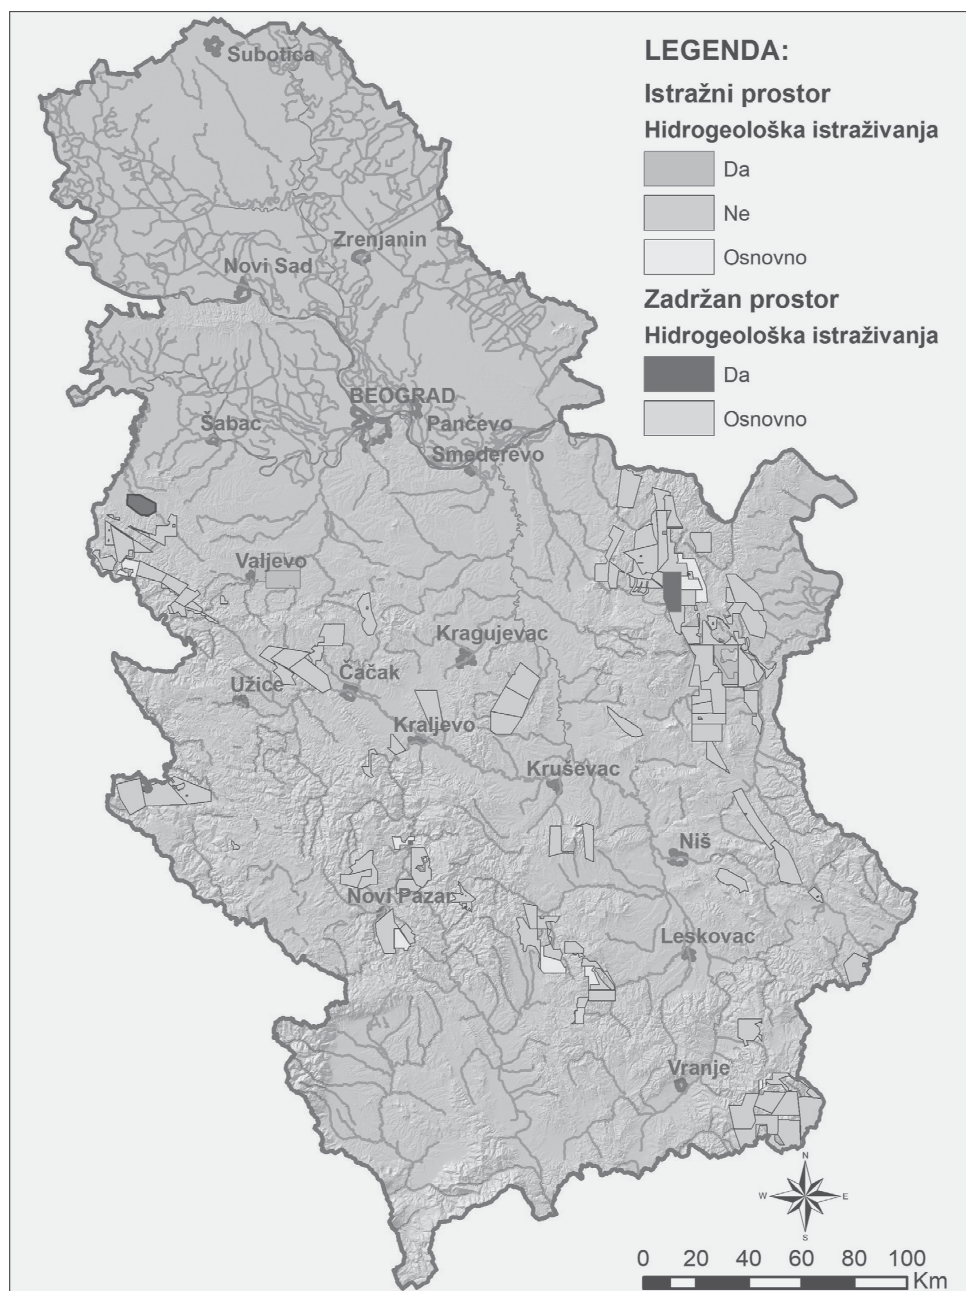 Subotica
Zrenjanin
Novi Sad
BEOGRAD
Pančevo
Šabac
Smederevo
Valjevo
Kragujevac
Čačak
Užice
Kraljevo
Kruševac
Niš
Novi Pazar
Leskovac
Vranje
LEGENDA:
Istražni prostor
Hidrogeološka istraživanja
Da
Ne
Osnovno
Zadržan prostor
Hidrogeološka istraživanja
Da
Osnovno
N
W
E
S
0 20 40 60 80 100
Km